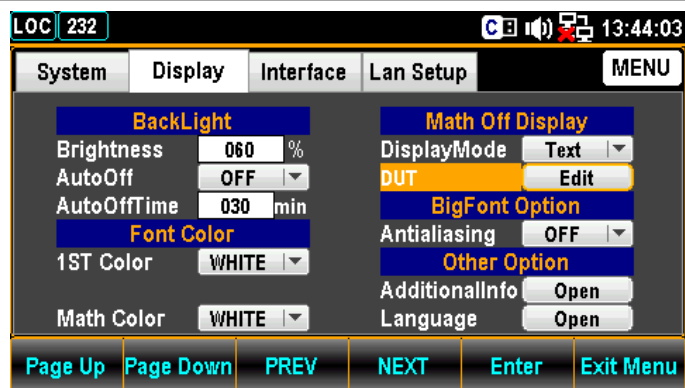 LOC 232 C E 13:44:03
System Display Interface Lan Setup MENU
BackLight
Brightness 060 %
AutoOff OFF
AutoOffTime 030 min
Font Color
1ST Color WHITE
Math Color WHITE
Math Off Display
DisplayMode Text
DUT Edit
BigFont Option
Antialiasing OFF
Other Option
AdditionalInfo Open
Language Open
Page Up Page Down PREV NEXT Enter Exit Menu